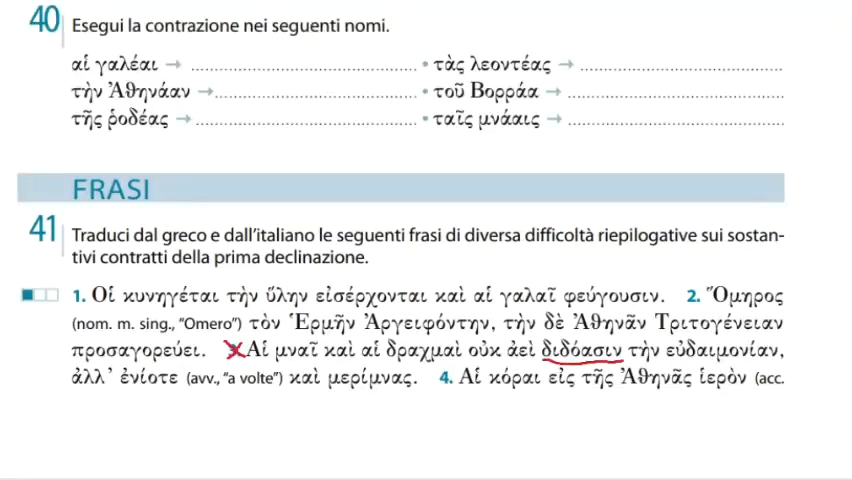 40 Esegui la contrazione nei seguenti nomi.
αἱ γαλέαι → ........................ • τὰς λεοντέας → ........................
τὴν Ἀθηνάαν → ........................ • τοῦ Βορράα → ........................
τῆς ῥοδέας → ........................ • ταῖς μνάαις → ........................
FRASI
41 Traduci dal greco e dall'italiano le seguenti frasi di diversa difficoltà riepilogative sui sostan-
tivi contratti della prima declinazione.
1. Οἱ κυνηγέται τὴν ὕλην εἰσέρχονται καὶ αἱ γαλαῖ φεύγουσιν. 2. Ὅμηρος
(nom. m. sing., "Omero") τὸν Ἑρμῆν Ἀργειφόντην, τὴν δὲ Ἀθηνᾶν Τριτογένειαν
προσαγορεύει. Αἱ μναῖ καὶ αἱ δραχμαὶ οὐκ ἀεὶ διδόασιν τὴν εὐδαιμονίαν,
ἀλλ' ἐνίοτε (avv., "a volte") καὶ μερίμνας. 4. Αἱ κόραι εἰς τῆς Ἀθηνᾶς ἱερὸν (acc.